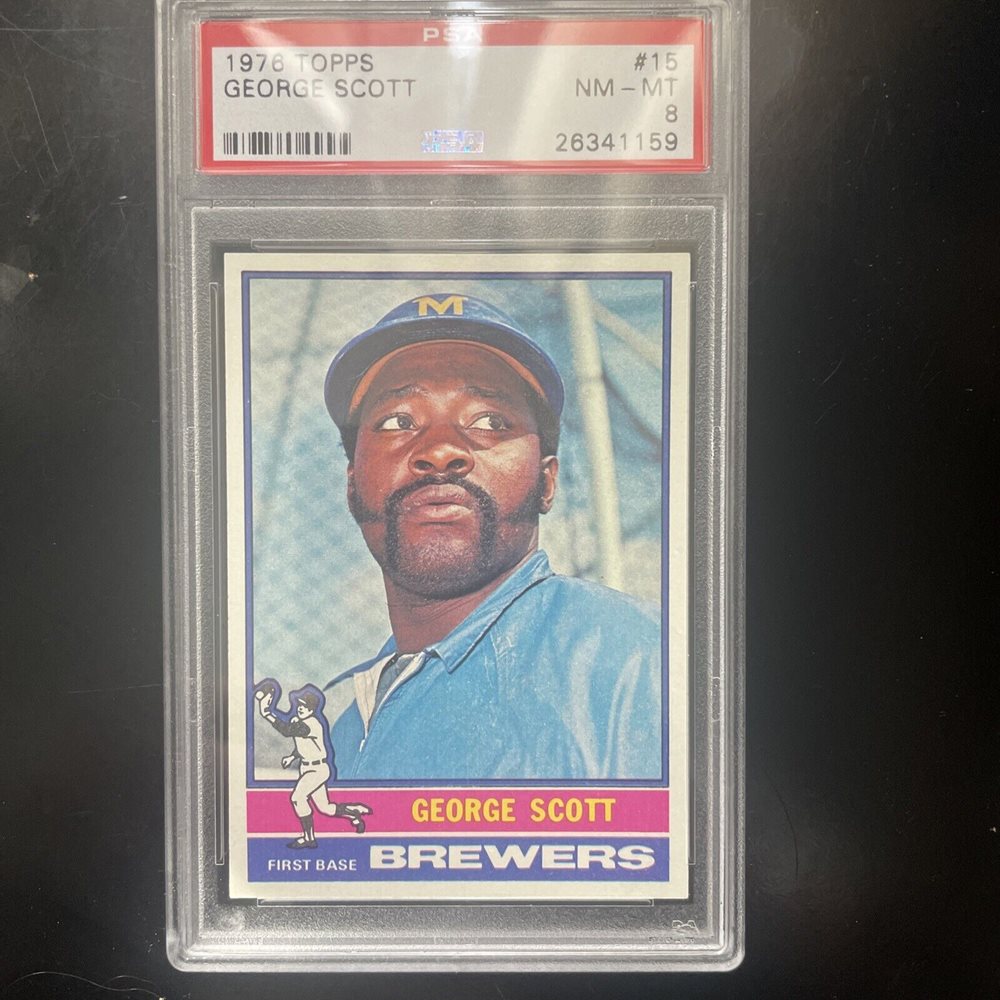 PSA
1976 TOPPS #15
GEORGE SCOTT NM - MT
8
26341159
M
GEORGE SCOTT
FIRST BASE BREWERS